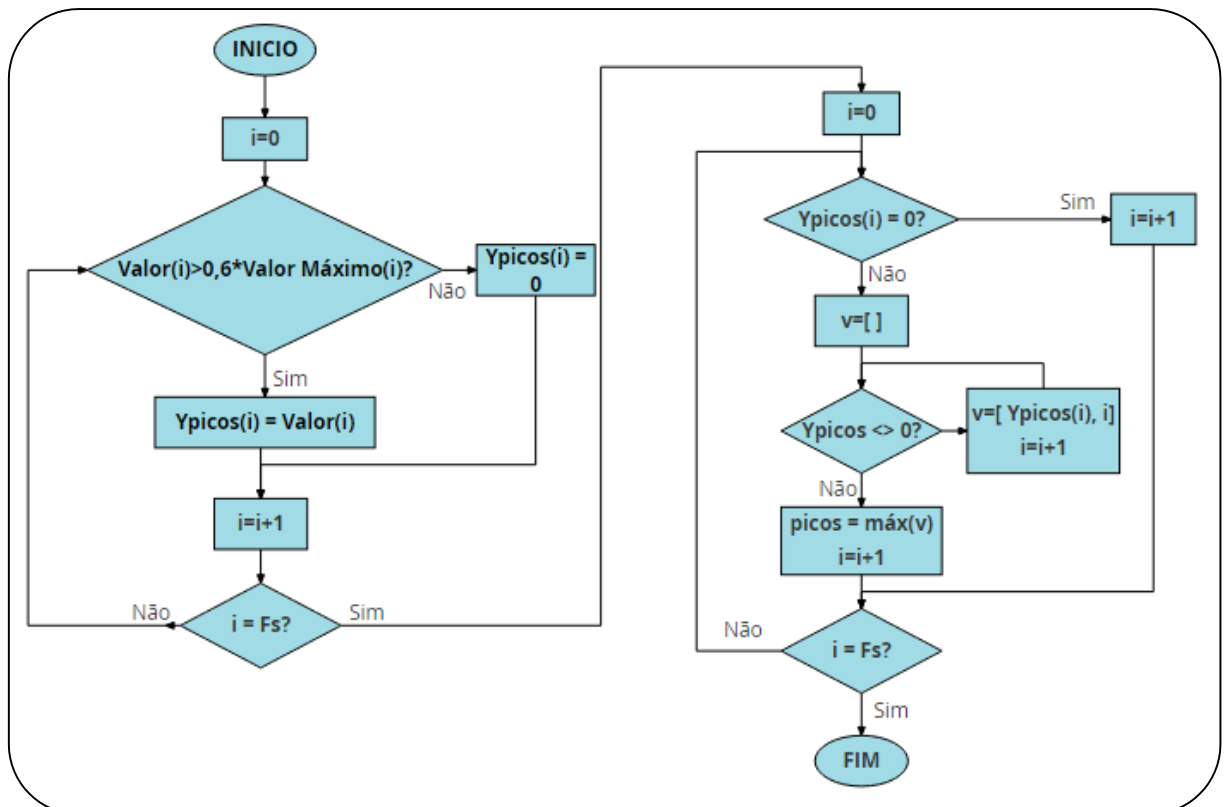 INICIO
i=0
Valor(i)>0,6*Valor Máximo(i)?
Não
Ypicos(i) =
0
Sim
Ypicos(i) = Valor(i)
i=i+1
Não
i = Fs?
Sim
i=0
Ypicos(i) = 0?
Sim
i=i+1
Não
v=[ ]
Ypicos <> 0?
v=[ Ypicos(i), i]
i=i+1
Não
picos = máx(v)
i=i+1
Não
i = Fs?
Sim
FIM